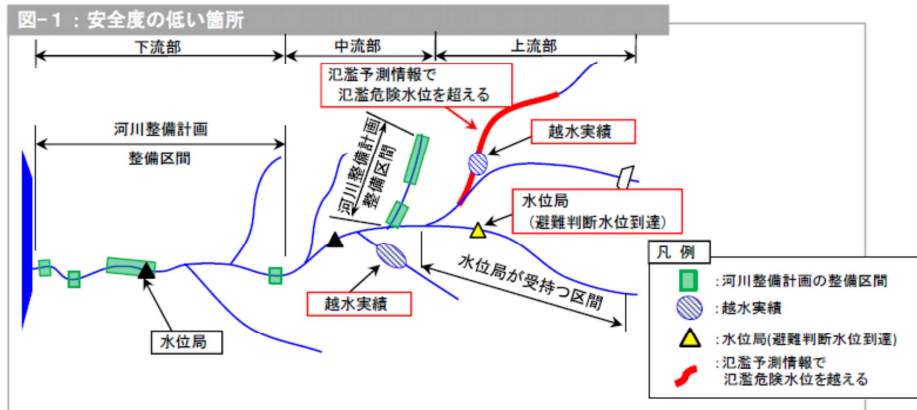 図-1：安全度の低い箇所
下流部
中流部
上流部
氾濫予測情報で
氾濫危険水位を超える
河川整備計画
整備区間
河川整備計画
整備区間
越水実績
水位局
（避難判断水位到達）
水位局が受持つ区間
越水実績
水位局
凡 例
：河川整備計画の整備区間
：越水実績
：水位局(避難判断水位到達)
：氾濫予測情報で
氾濫危険水位を越える